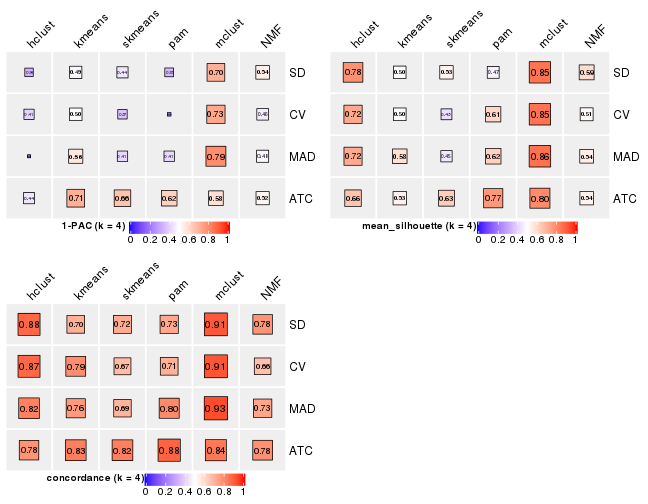 hclust kmeans skmeans pam mclust NMF
0.49 0.44 0.70 0.54 SD
0.41 0.50 0.73 0.45 CV
0.56 0.41 0.41 0.79 0.48 MAD
0.44 0.71 0.66 0.62 0.58 0.52 ATC
1-PAC (k = 4)
0 0.2 0.4 0.6 0.8 1
hclust kmeans skmeans pam mclust NMF
0.78 0.50 0.53 0.47 0.85 0.59 SD
0.72 0.50 0.43 0.61 0.85 0.51 CV
0.72 0.58 0.45 0.62 0.86 0.54 MAD
0.66 0.53 0.63 0.77 0.80 0.54 ATC
mean_silhouette (k = 4)
0 0.2 0.4 0.6 0.8 1
hclust kmeans skmeans pam mclust NMF
0.88 0.70 0.72 0.73 0.91 0.78 SD
0.87 0.79 0.67 0.71 0.91 0.66 CV
0.82 0.76 0.69 0.80 0.93 0.73 MAD
0.78 0.83 0.82 0.88 0.84 0.78 ATC
concordance (k = 4)
0 0.2 0.4 0.6 0.8 1